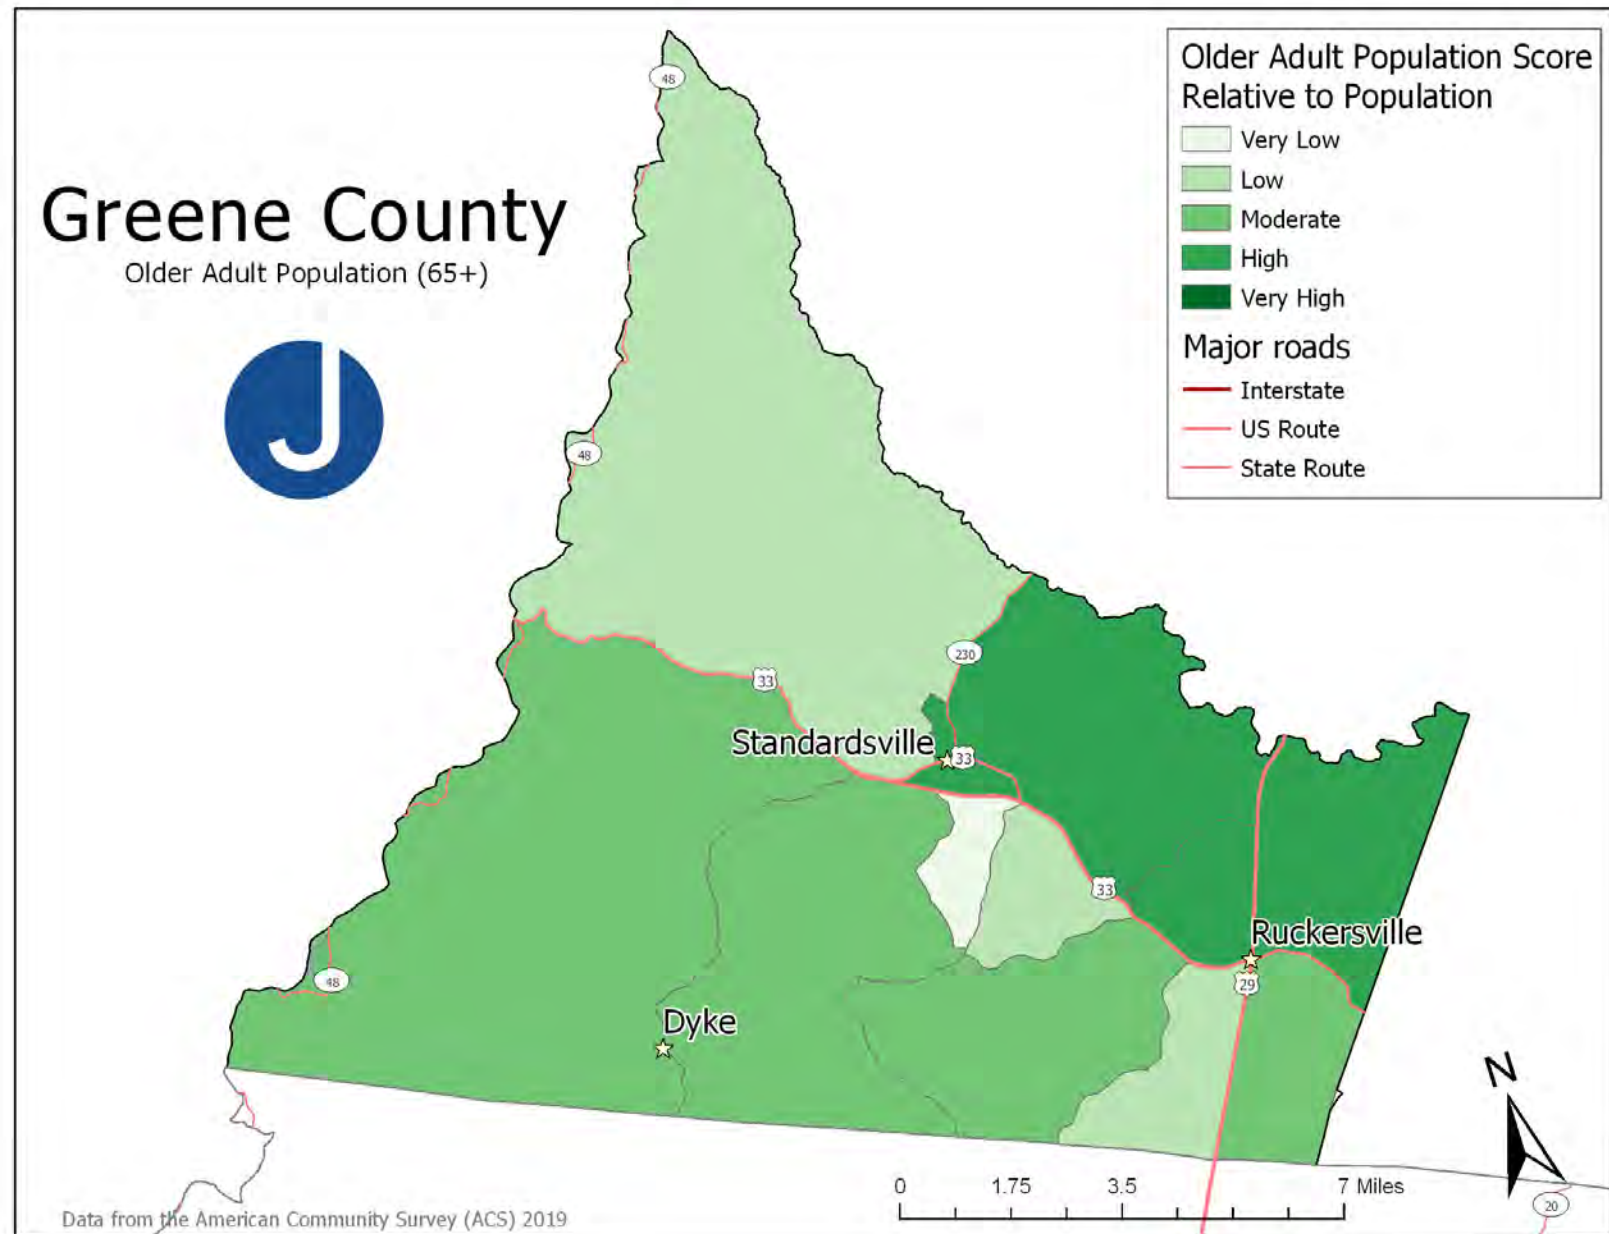 Greene County
Older Adult Population (65+)
J
Older Adult Population Score
Relative to Population
Very Low
Low
Moderate
High
Very High
Major roads
Interstate
US Route
State Route
48
48
230
33
Standardsville
33
33
Ruckersville
29
48
Dyke
N
0 1.75 3.5 7 Miles
20
Data from the American Community Survey (ACS) 2019